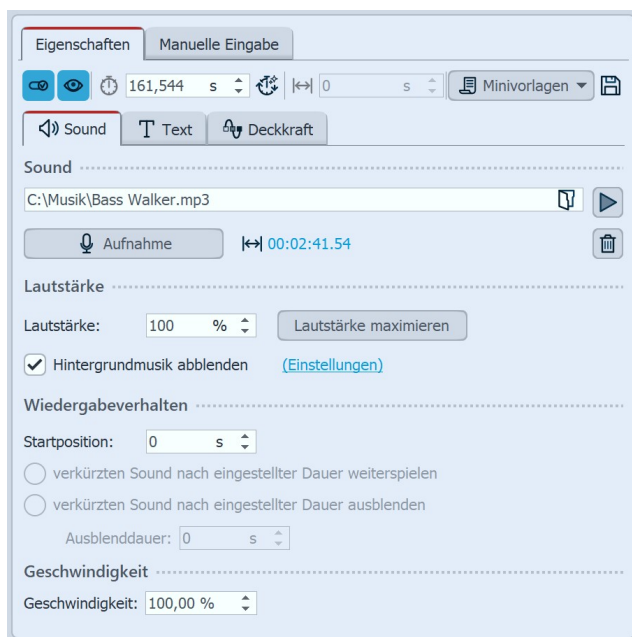 Eigenschaften Manuelle Eingabe
161,544 s 0 s Minivorlagen
Sound Text Deckkraft
Sound
C:\Musik\Bass Walker.mp3
Aufnahme 00:02:41.54
Lautstärke
Lautstärke: 100 % Lautstärke maximieren
Hintergrundmusik abblenden (Einstellungen)
Wiedergabeverhalten
Startposition: 0 s
verkürzten Sound nach eingestellter Dauer weiterspielen
verkürzten Sound nach eingestellter Dauer ausblenden
Ausblenddauer: 0 s
Geschwindigkeit
Geschwindigkeit: 100,00 %